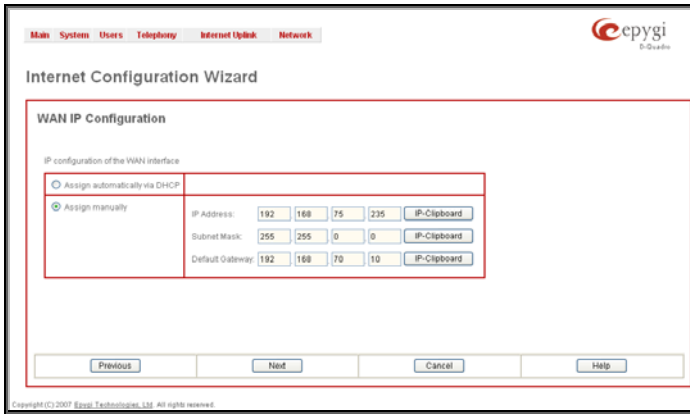 Main System Users Telephony Internet Uplink Network
epygi
D-Quadro
Internet Configuration Wizard
WAN IP Configuration
IP configuration of the WAN interface
Assign automatically via DHCP
Assign manually
IP Address: 192 168 75 235 IP-Clipboard
Subnet Mask: 255 255 0 0 IP-Clipboard
Default Gateway: 192 168 70 10 IP-Clipboard
Previous Next Cancel Help
Copyright (C) 2007 Epygi Technologies, Ltd. All rights reserved.